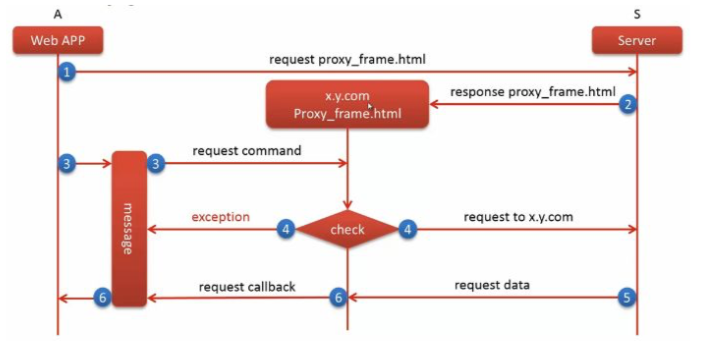 A
S
Web APP
Server
request proxy_frame.html
1
x.y.com
Proxy_frame.html
response proxy_frame.html
2
3
3
request command
message
exception
4
check
4
request to x.y.com
6
request callback
6
request data
5